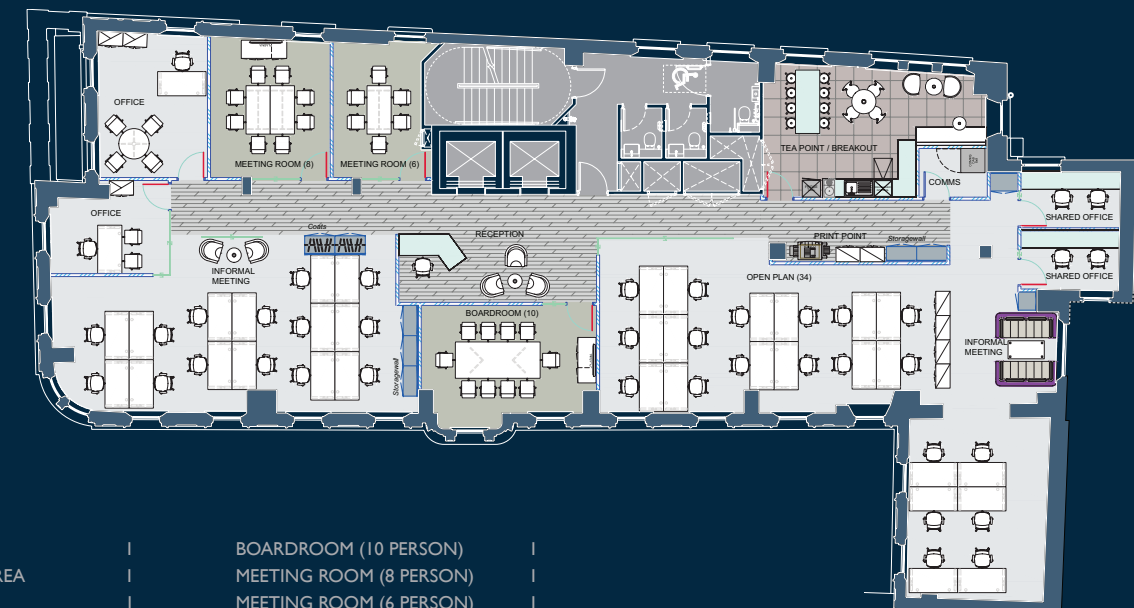 OFFICE
MEETING ROOM (8)
MEETING ROOM (6)
TEA POINT / BREAKOUT
COMMS
OFFICE
SHARED OFFICE
Coats
RECEPTION
PRINT POINT
Storagewall
INFORMAL
MEETING
OPEN PLAN (34)
SHARED OFFICE
BOARDROOM (10)
INFORMAL
MEETING
Storagewall
I BOARDROOM (10 PERSON) I
REA I MEETING ROOM (8 PERSON) I
I MEETING ROOM (6 PERSON) I